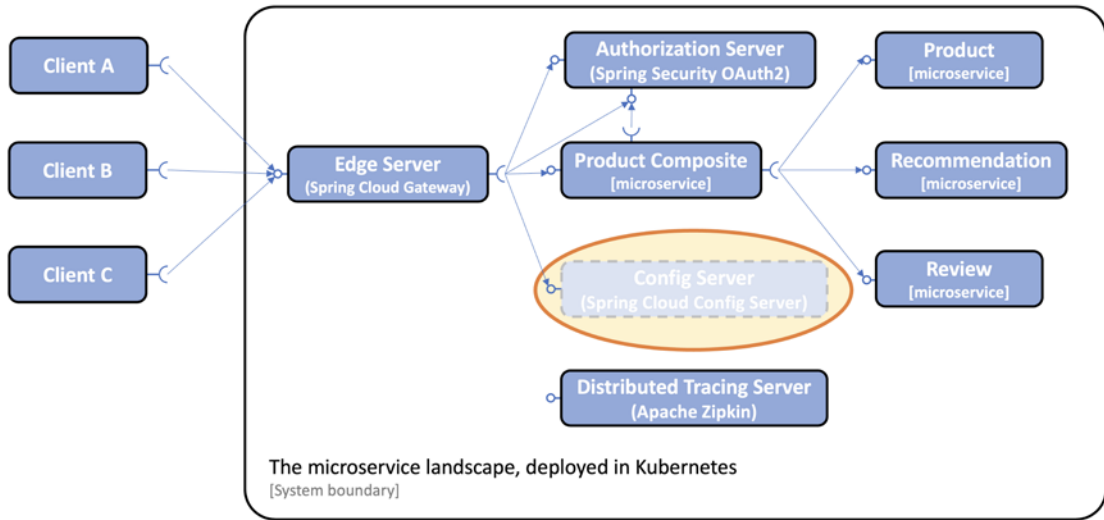 Client A
Client B
Client C
Edge Server
(Spring Cloud Gateway)
Authorization Server
(Spring Security OAuth2)
Product Composite
[microservice]
Config Server
(Spring Cloud Config Server)
Distributed Tracing Server
(Apache Zipkin)
Product
[microservice]
Recommendation
[microservice]
Review
[microservice]
The microservice landscape, deployed in Kubernetes
[System boundary]